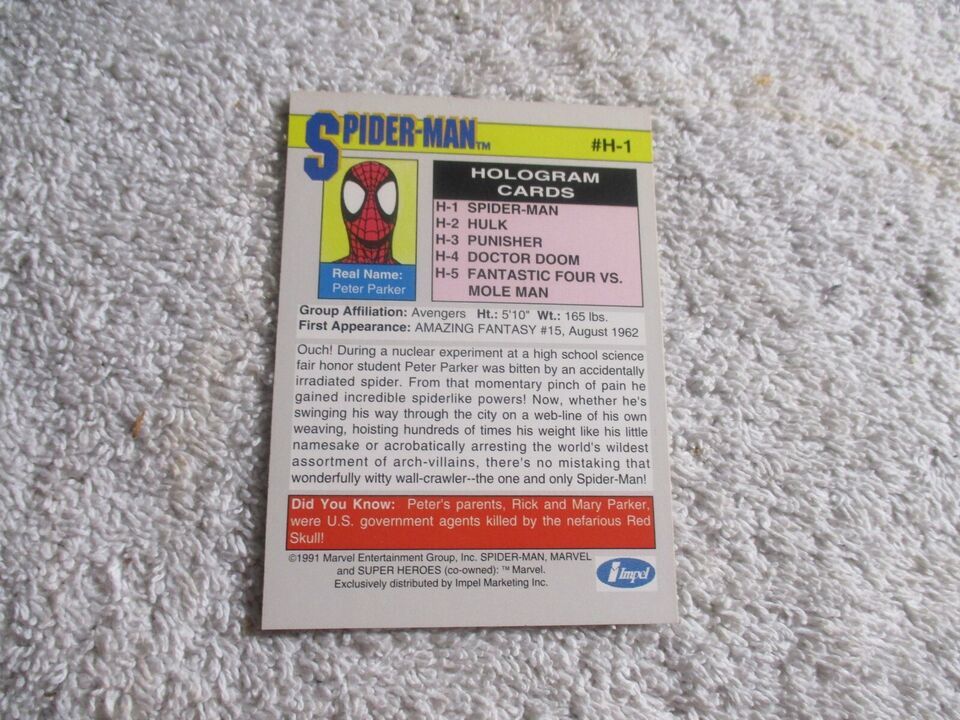 SPIDER-MAN™
#H-1
HOLOGRAM
CARDS
H-1 SPIDER-MAN
H-2 HULK
H-3 PUNISHER
H-4 DOCTOR DOOM
H-5 FANTASTIC FOUR VS.
MOLE MAN
Real Name:
Peter Parker
Group Affiliation: Avengers Ht.: 5'10" Wt.: 165 lbs.
First Appearance: AMAZING FANTASY #15, August 1962
Ouch! During a nuclear experiment at a high school science
fair honor student Peter Parker was bitten by an accidentally
irradiated spider. From that momentary pinch of pain he
gained incredible spiderlike powers! Now, whether he's
swinging his way through the city on a web-line of his own
weaving, hoisting hundreds of times his weight like his little
namesake or acrobatically arresting the world's wildest
assortment of arch-villains, there's no mistaking that
wonderfully witty wall-crawler--the one and only Spider-Man!
Did You Know: Peter's parents, Rick and Mary Parker,
were U.S. government agents killed by the nefarious Red
Skull!
©1991 Marvel Entertainment Group, Inc. SPIDER-MAN, MARVEL
and SUPER HEROES (co-owned): ™ Marvel.
Exclusively distributed by Impel Marketing Inc.
Impel